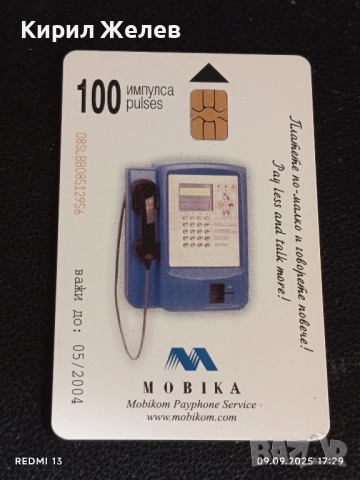 Кирил Желев
100 импулса
pulses
08SLBB08S129S6
важи до: 05/2004
Платете по-малко и говорете повече!
Pay less and talk more!
MOBIKA
Mobikom Payphone Service
www.mobikom.com
REDMI 13
09.09.2025 17:29